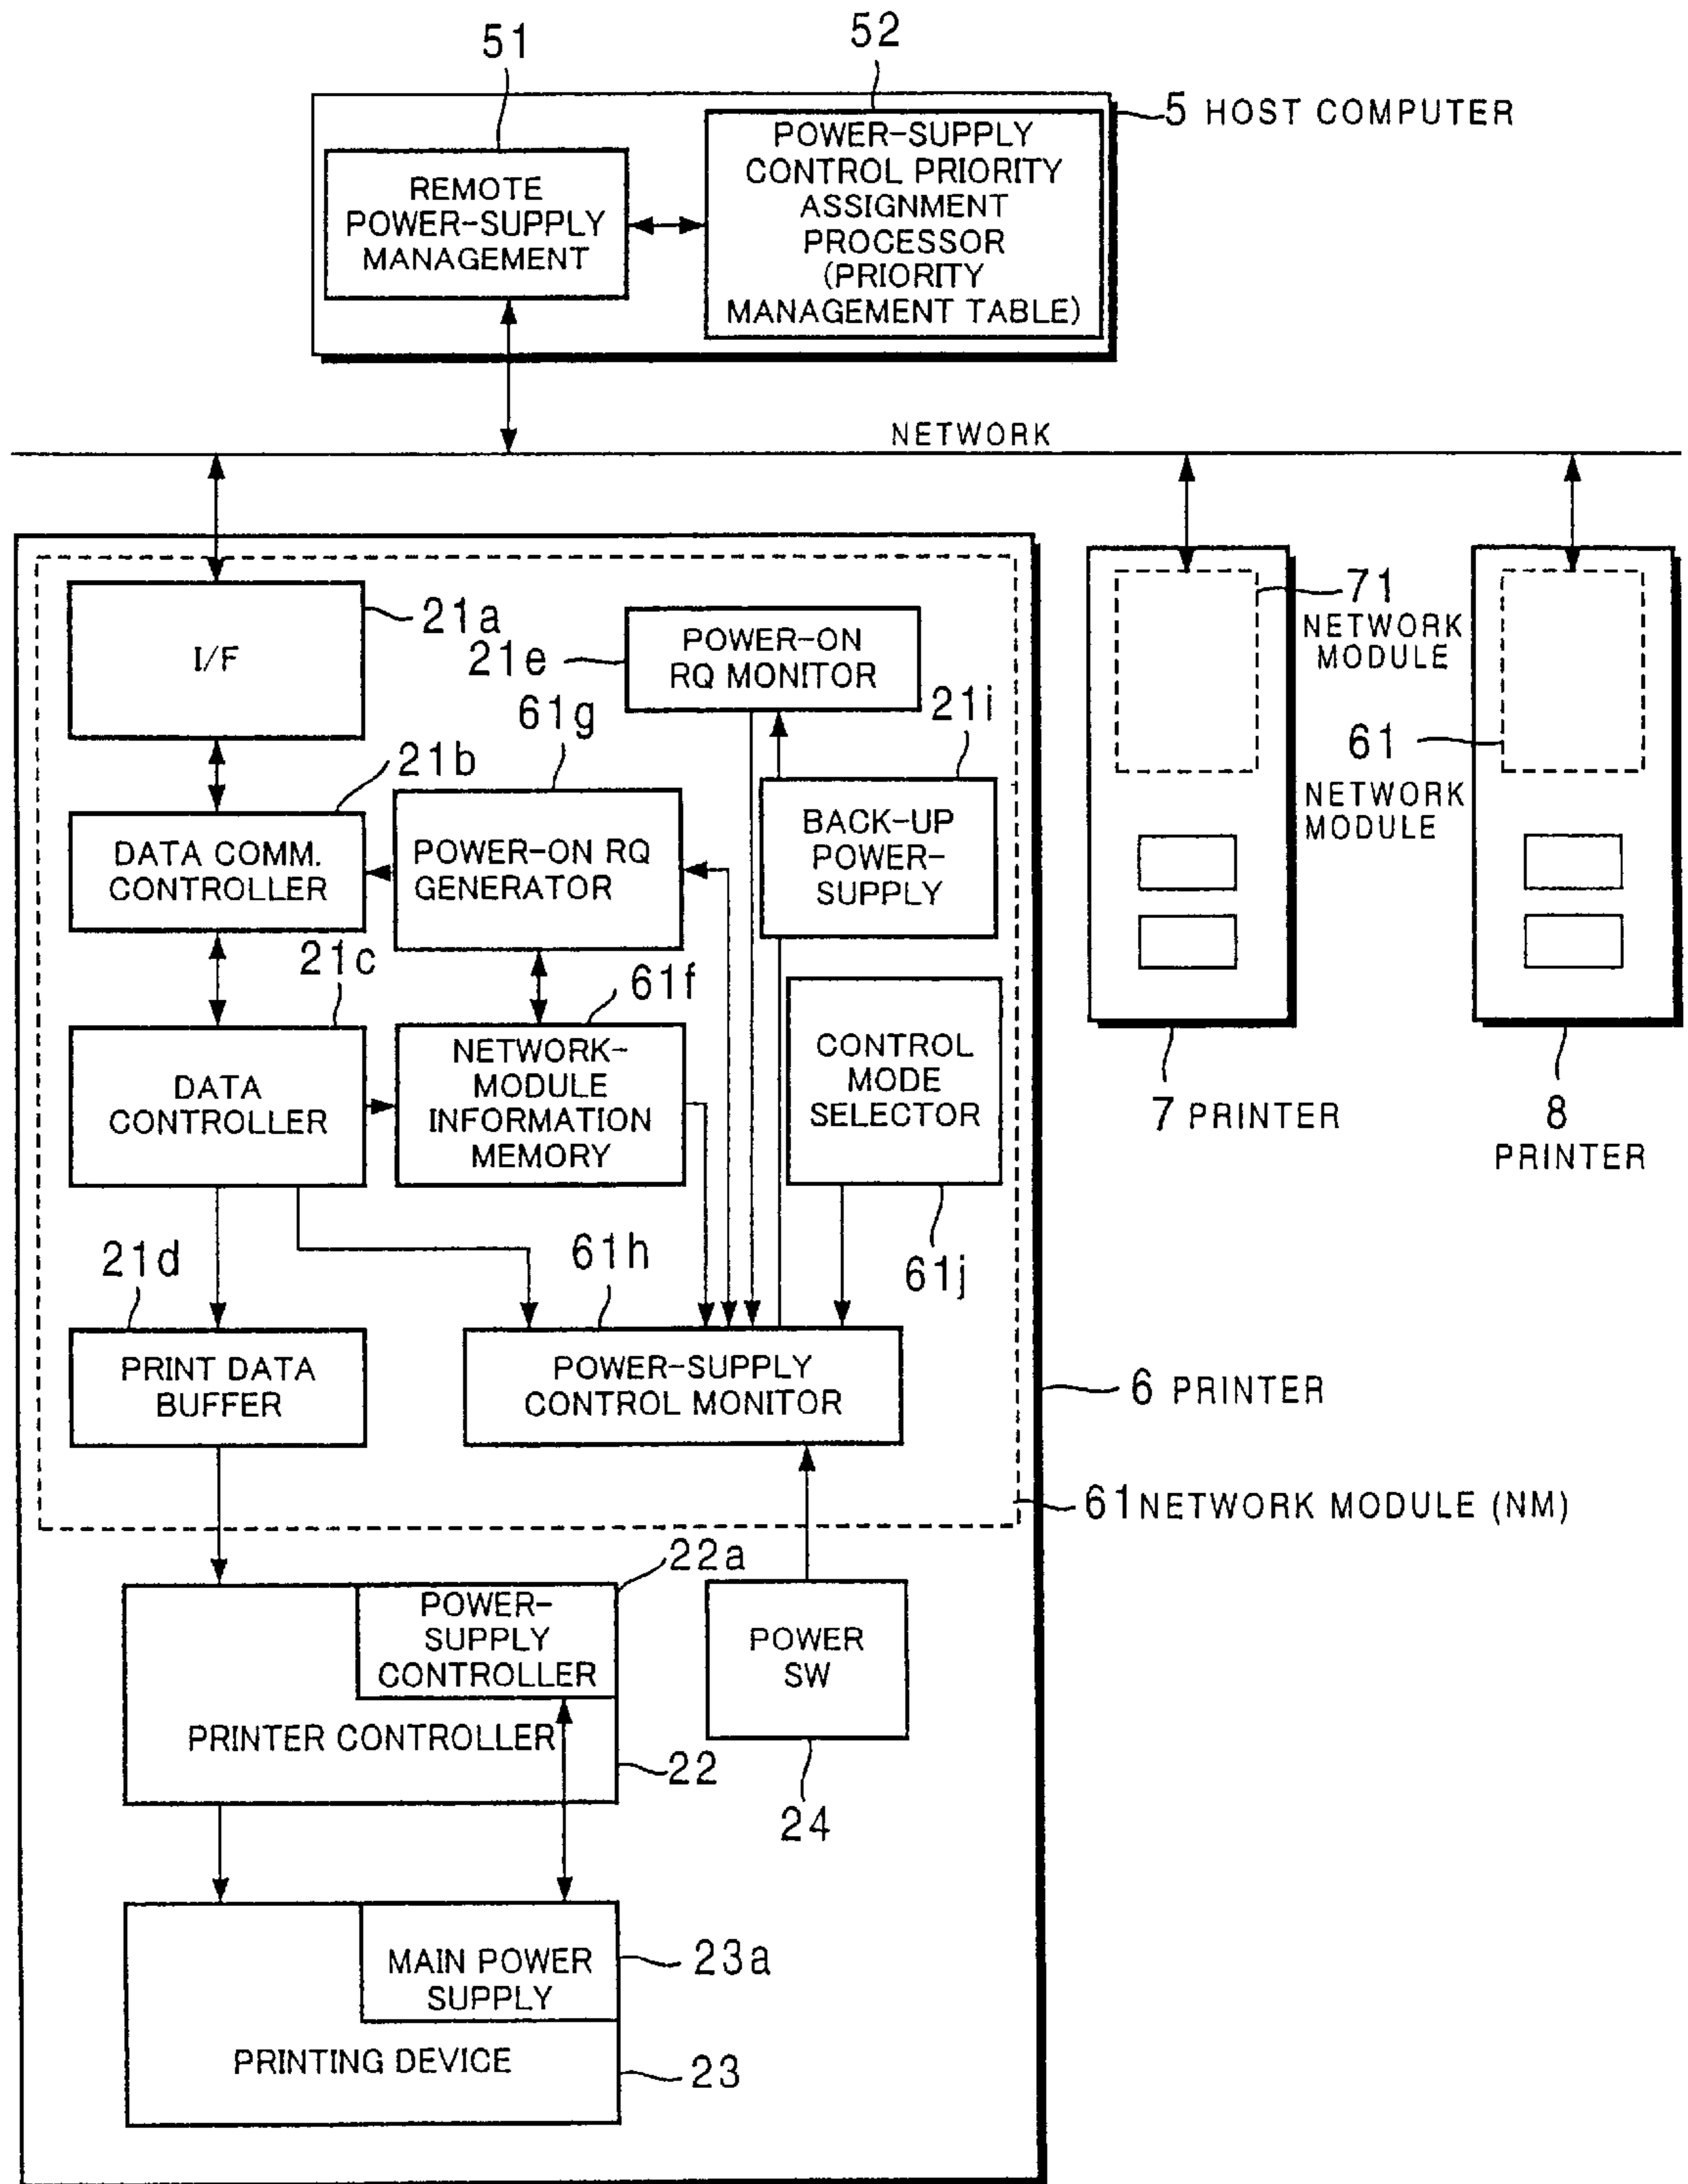 51
52
5 HOST COMPUTER
REMOTE
POWER-SUPPLY
MANAGEMENT
POWER-SUPPLY
CONTROL PRIORITY
ASSIGNMENT
PROCESSOR
(PRIORITY
MANAGEMENT TABLE)
NETWORK
I/F
21a
21e
POWER-ON
RQ MONITOR
71
NETWORK
MODULE
61g
21i
61
NETWORK
MODULE
21b
DATA COMM.
CONTROLLER
POWER-ON RQ
GENERATOR
BACK-UP
POWER-
SUPPLY
21c
61f
DATA
CONTROLLER
NETWORK-
MODULE
INFORMATION
MEMORY
CONTROL
MODE
SELECTOR
7 PRINTER
8
PRINTER
21d
61h
61j
PRINT DATA
BUFFER
POWER-SUPPLY
CONTROL MONITOR
6 PRINTER
61 NETWORK MODULE (NM)
22a
POWER-
SUPPLY
CONTROLLER
PRINTER CONTROLLER
22
POWER
SW
24
MAIN POWER
SUPPLY
23a
PRINTING DEVICE
23